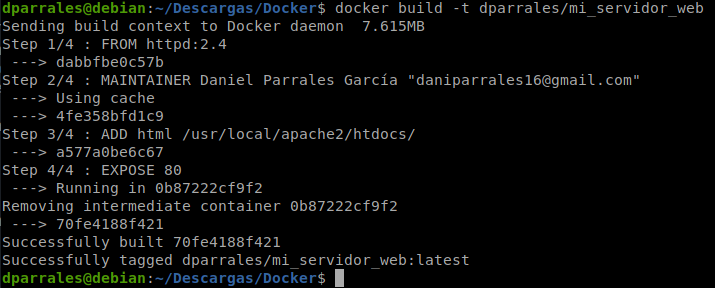 dparrales@debian:~/Descargas/Docker$ docker build -t dparrales/mi_servidor_web
Sending build context to Docker daemon  7.615MB
Step 1/4 : FROM httpd:2.4
 ---> dabbfbe0c57b
Step 2/4 : MAINTAINER Daniel Parrales García "daniparrales16@gmail.com"
 ---> Using cache
 ---> 4fe358bfd1c9
Step 3/4 : ADD html /usr/local/apache2/htdocs/
 ---> a577a0be6c67
Step 4/4 : EXPOSE 80
 ---> Running in 0b87222cf9f2
Removing intermediate container 0b87222cf9f2
 ---> 70fe4188f421
Successfully built 70fe4188f421
Successfully tagged dparrales/mi_servidor_web:latest
dparrales@debian:~/Descargas/Docker$